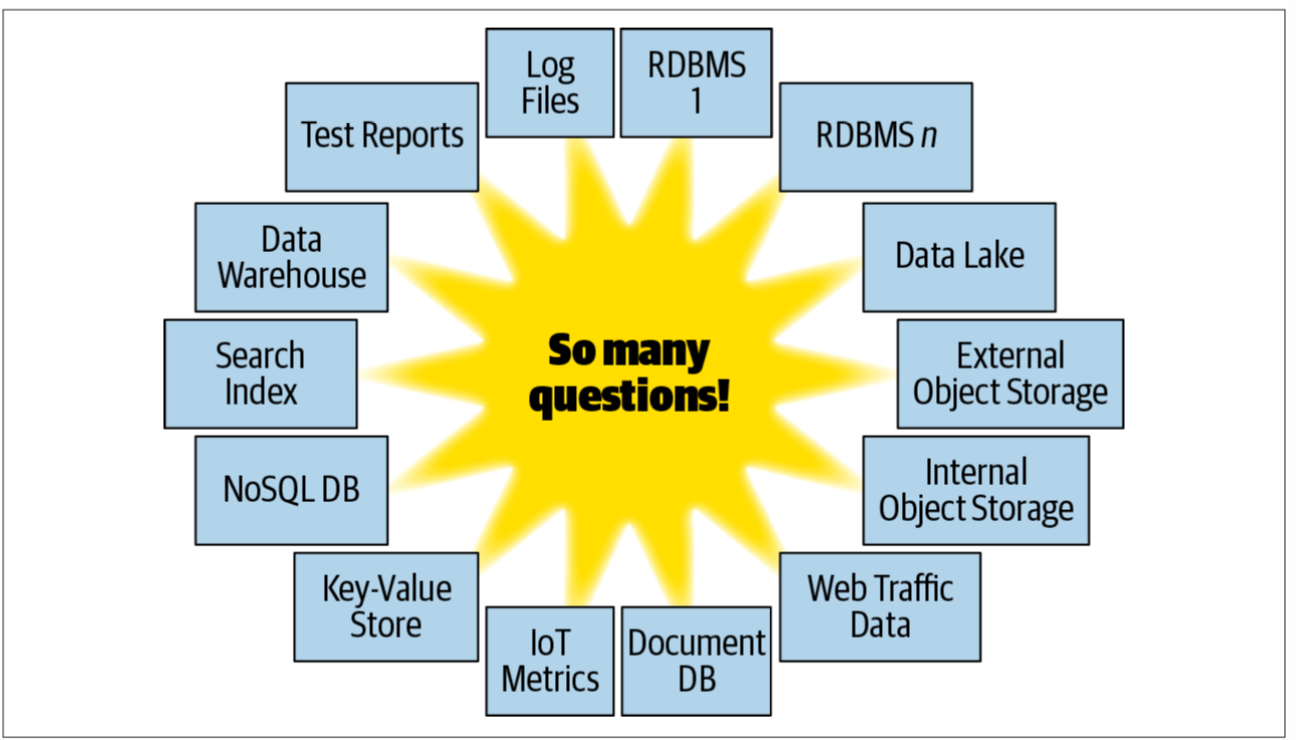 Log
Files
RDBMS
1
Test Reports
RDBMS n
Data
Warehouse
Data Lake
Search
Index
So many
questions!
External
Object Storage
NoSQL DB
Internal
Object Storage
Key-Value
Store
Web Traffic
Data
IoT
Metrics
Document
DB